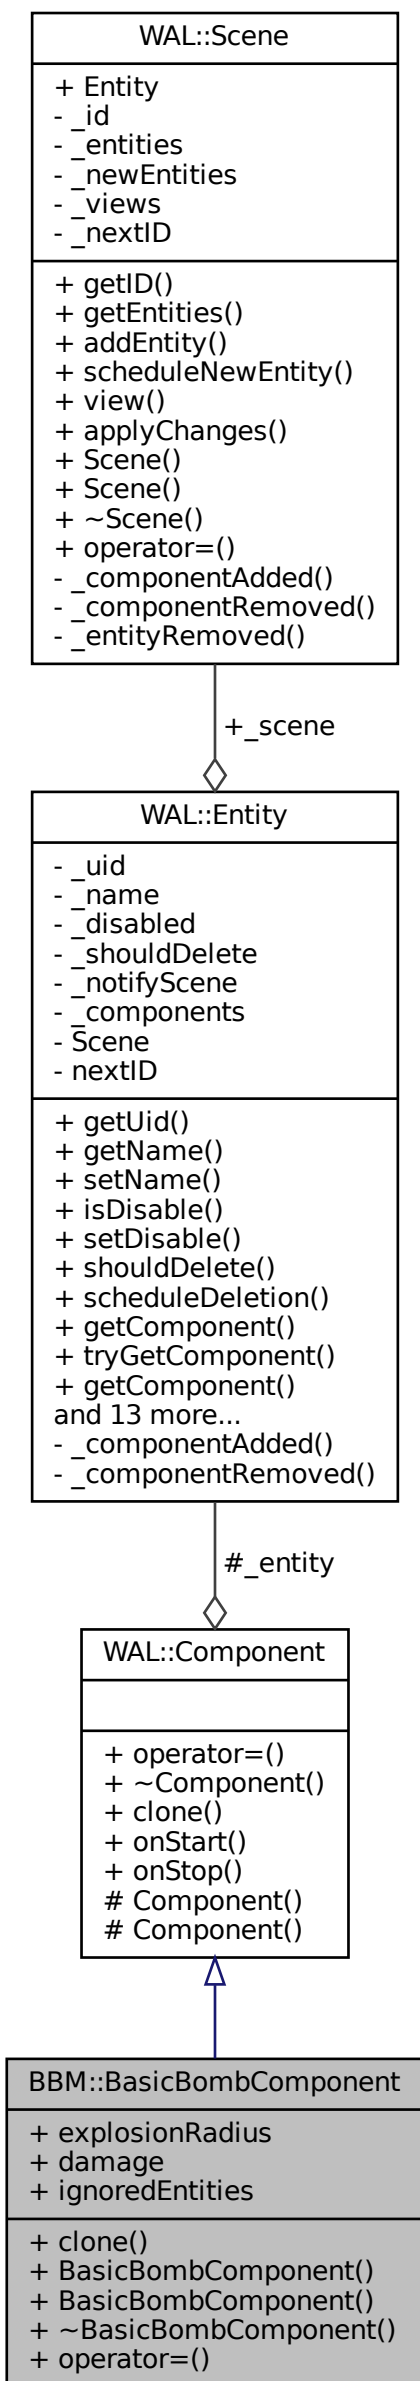 WAL::Scene
+ Entity
- _id
- _entities
- _newEntities
- _views
- _nextID
+ getID()
+ getEntities()
+ addEntity()
+ scheduleNewEntity()
+ view()
+ applyChanges()
+ Scene()
+ Scene()
+ ~Scene()
+ operator=()
- _componentAdded()
- _componentRemoved()
- _entityRemoved()
+_scene
WAL::Entity
- _uid
- _name
- _disabled
- _shouldDelete
- _notifyScene
- _components
- Scene
- nextID
+ getUid()
+ getName()
+ setName()
+ isDisable()
+ setDisable()
+ shouldDelete()
+ scheduleDeletion()
+ getComponent()
+ tryGetComponent()
+ getComponent()
and 13 more...
- _componentAdded()
- _componentRemoved()
#_entity
WAL::Component
+ operator=()
+ ~Component()
+ clone()
+ onStart()
+ onStop()
# Component()
# Component()
BBM::BasicBombComponent
+ explosionRadius
+ damage
+ ignoredEntities
+ clone()
+ BasicBombComponent()
+ BasicBombComponent()
+ ~BasicBombComponent()
+ operator=()